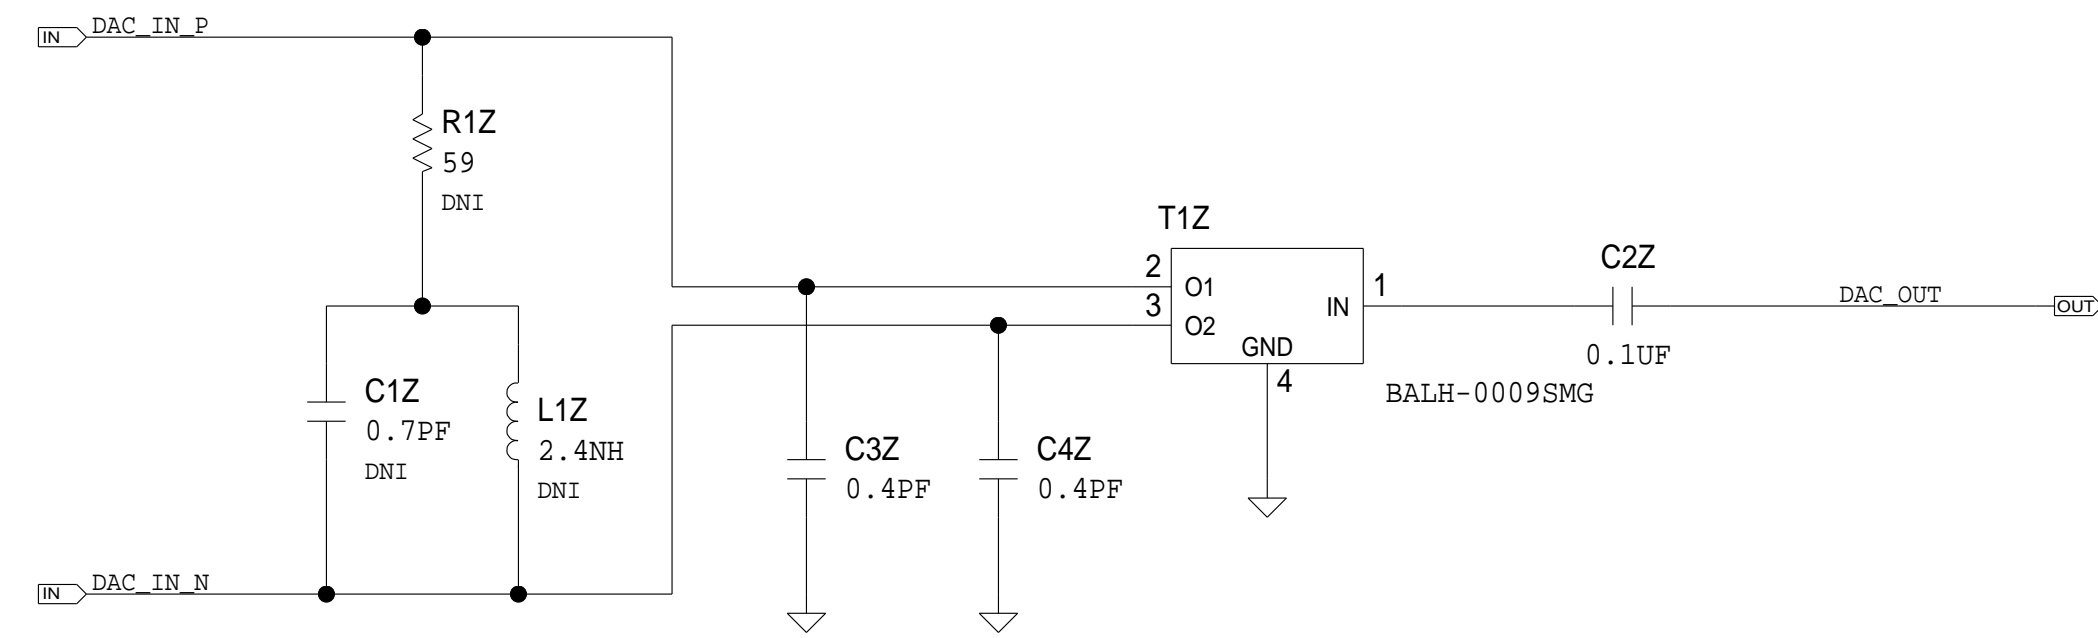 IN
DAC_IN_P
R1Z
59
DNI
T1Z
2
O1
3
O2
IN
GND
4
1
BALH-0009SMG
C2Z
0.1UF
DAC_OUT
OUT
C1Z
0.7PF
DNI
L1Z
2.4NH
DNI
C3Z
0.4PF
C4Z
0.4PF
IN
DAC_IN_N